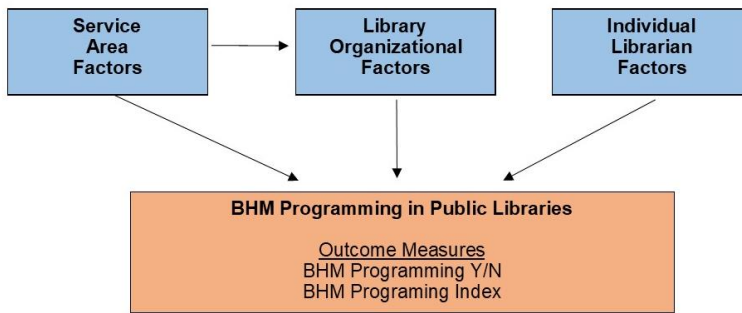 Service
Area
Factors
Library
Organizational
Factors
Individual
Librarian
Factors
BHM Programming in Public Libraries
Outcome Measures
BHM Programming Y/N
BHM Programing Index